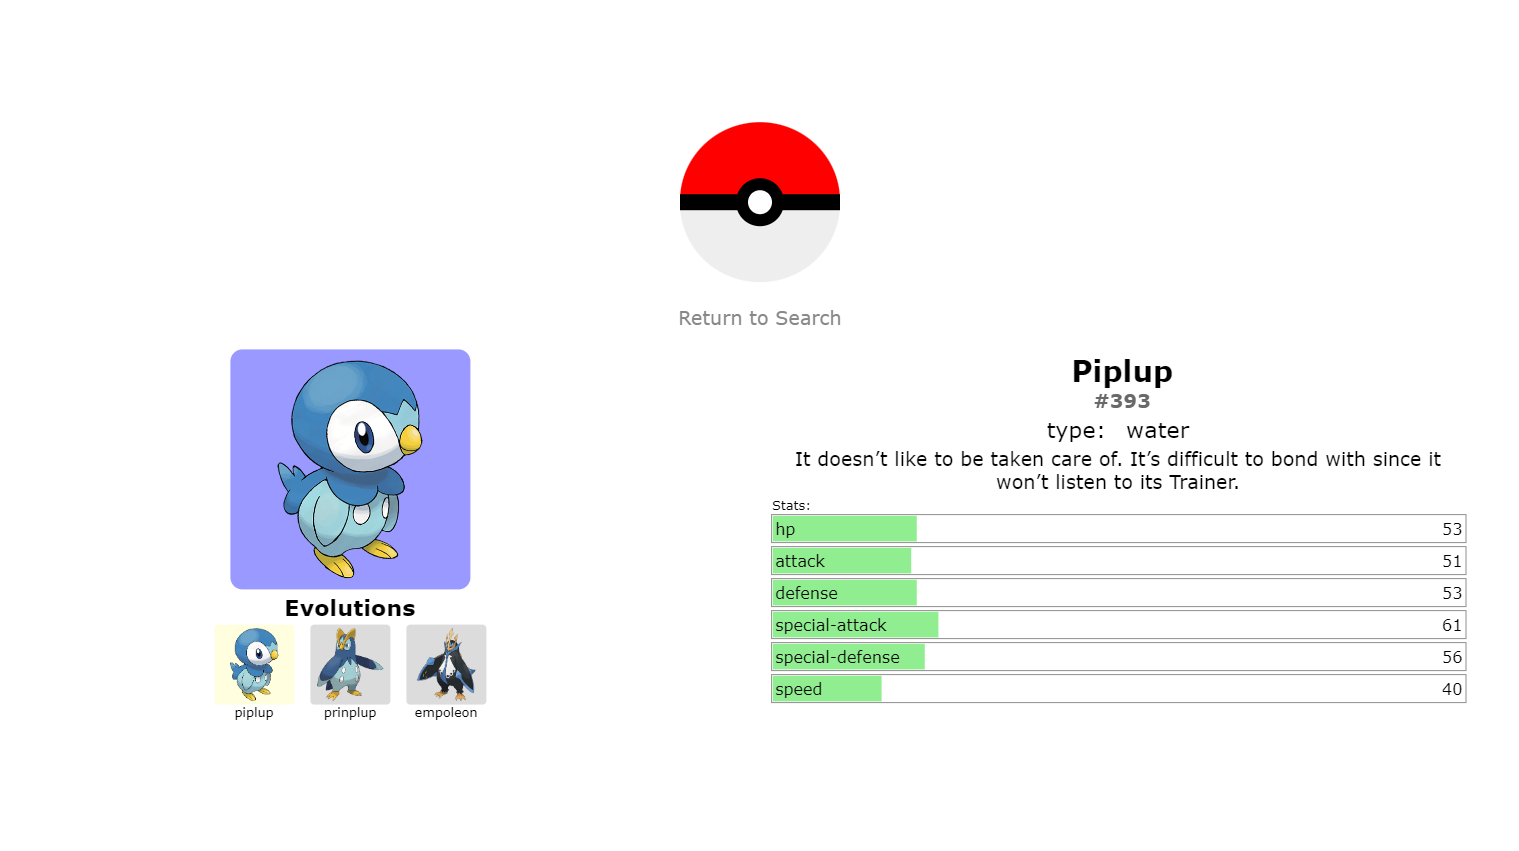 Return to Search
Evolutions
piplup
prinplup
empoleon
Piplup
#393
type: water
It doesn’t like to be taken care of. It’s difficult to bond with since it
won’t listen to its Trainer.
Stats:
hp 53
attack 51
defense 53
special-attack 61
special-defense 56
speed 40